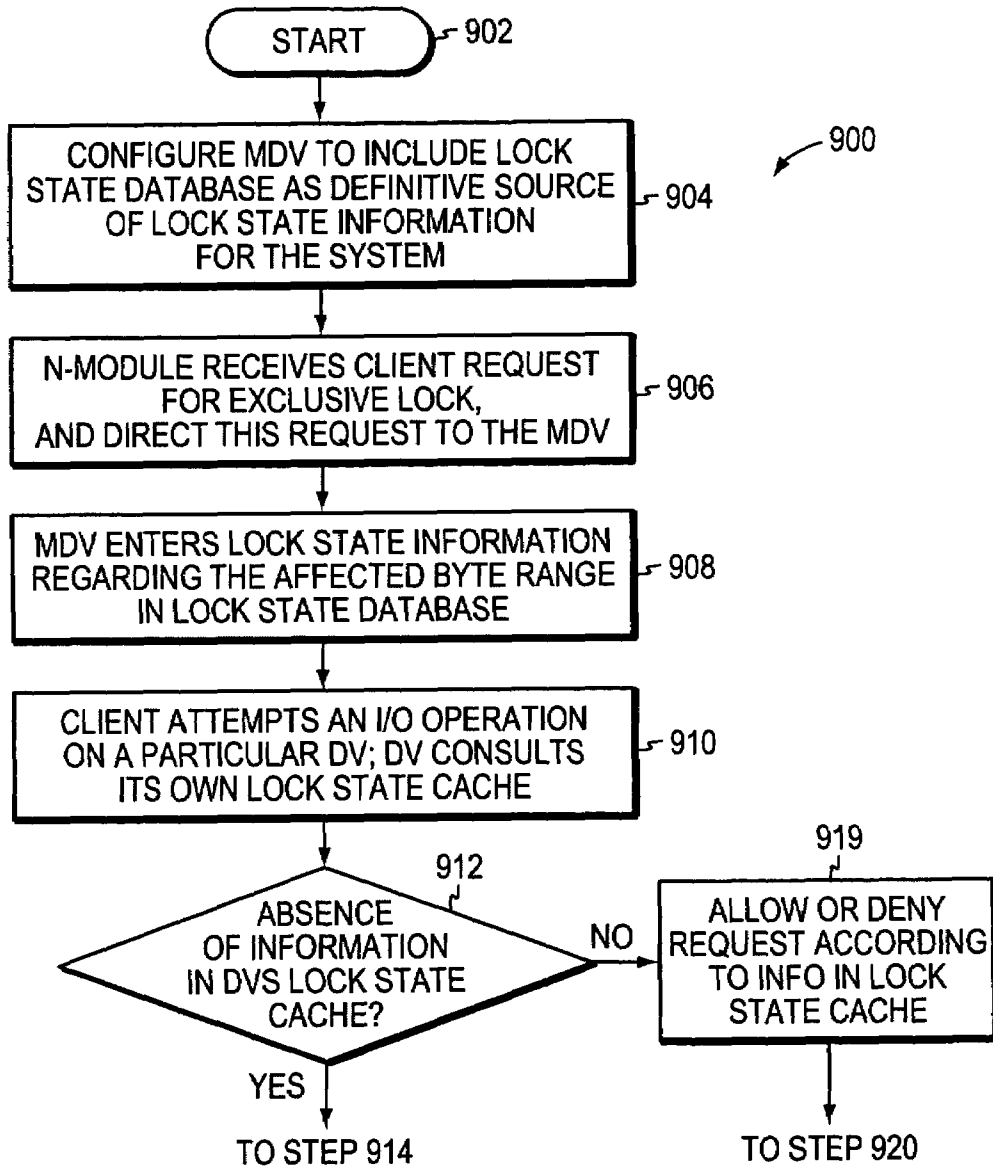 START
902
900
CONFIGURE MDV TO INCLUDE LOCK
STATE DATABASE AS DEFINITIVE SOURCE
OF LOCK STATE INFORMATION
FOR THE SYSTEM
904
N-MODULE RECEIVES CLIENT REQUEST
FOR EXCLUSIVE LOCK,
AND DIRECT THIS REQUEST TO THE MDV
906
MDV ENTERS LOCK STATE INFORMATION
REGARDING THE AFFECTED BYTE RANGE
IN LOCK STATE DATABASE
908
CLIENT ATTEMPTS AN I/O OPERATION
ON A PARTICULAR DV; DV CONSULTS
ITS OWN LOCK STATE CACHE
910
912
ABSENCE
OF INFORMATION
IN DVS LOCK STATE
CACHE?
NO
919
ALLOW OR DENY
REQUEST ACCORDING
TO INFO IN LOCK
STATE CACHE
YES
TO STEP 914
TO STEP 920